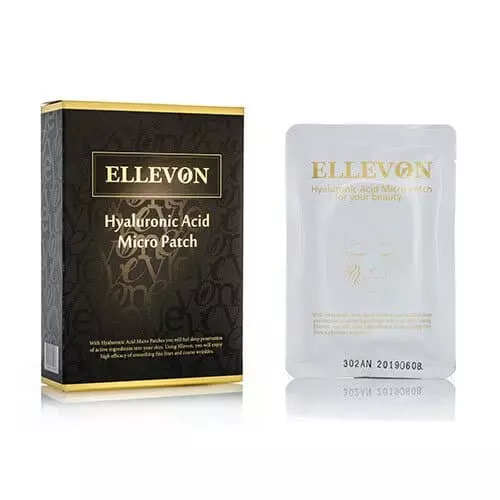 ELLEVON
Hyaluronic Acid
Micro Patch
With Hyaluronic Acid Micro Patches you will feel deep penetration
of active ingredients into your skin. Using Ellevon, you will enjoy
high efficacy of smoothing fine lines and coarse wrinkles.
ELLEVON
Hyaluronic Acid Micro Patch
for your beauty
302AN 20190608